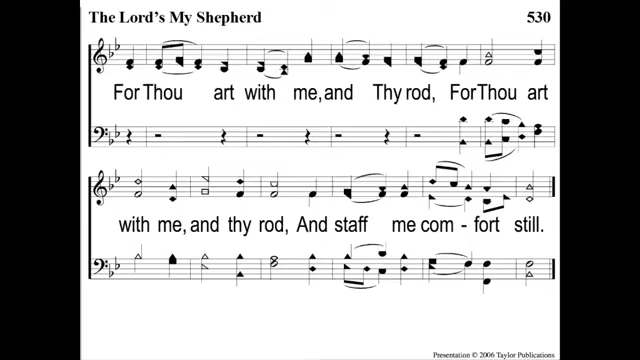 The Lord's My Shepherd 530
For Thou art with me, and Thy rod, For Thou art
with me, and thy rod, And staff me com - fort still.
Presentation © 2006 Taylor Publications